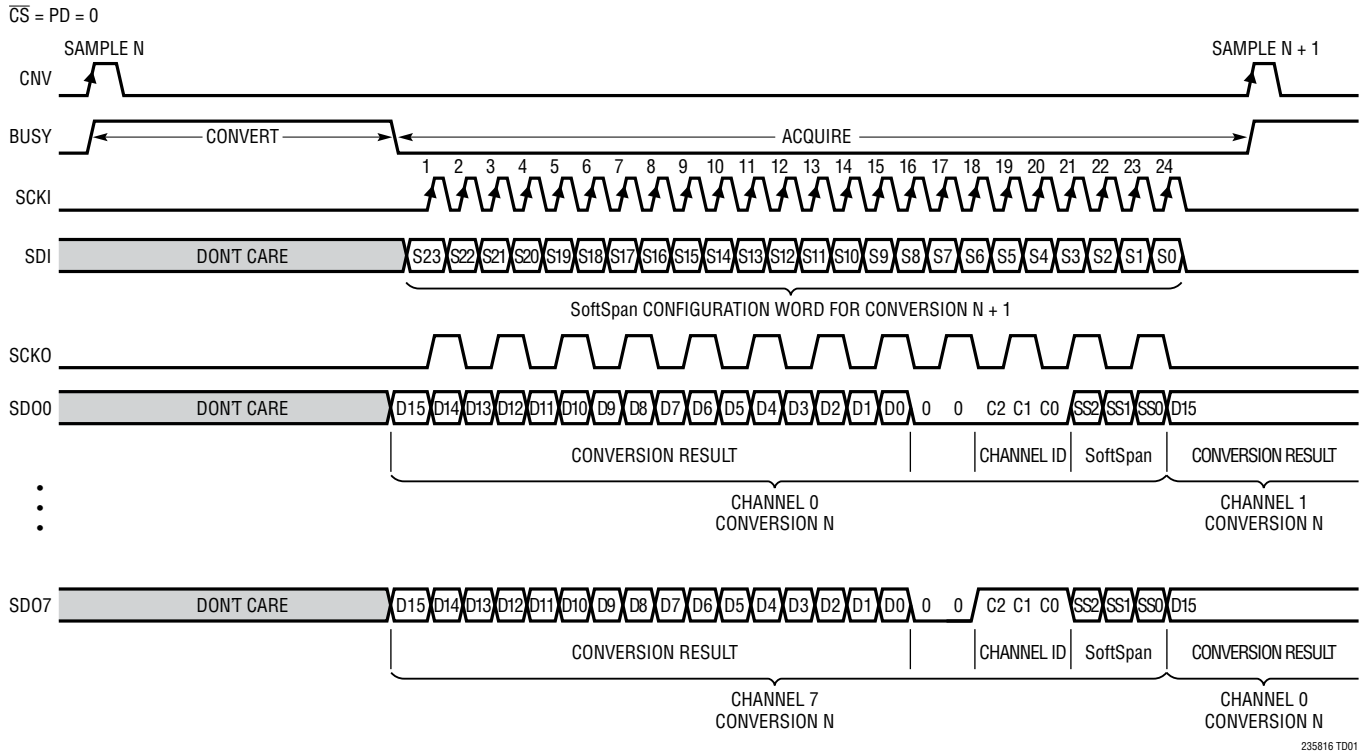 CS = PD = 0
SAMPLE N SAMPLE N + 1
CNV
BUSY CONVERT ACQUIRE
1 2 3 4 5 6 7 8 9 10 11 12 13 14 15 16 17 18 19 20 21 22 23 24
SCKI
SDI DON'T CARE S23 S22 S21 S20 S19 S18 S17 S16 S15 S14 S13 S12 S11 S10 S9 S8 S7 S6 S5 S4 S3 S2 S1 S0
SoftSpan CONFIGURATION WORD FOR CONVERSION N + 1
SCKO
SDO0 DON'T CARE D15 D14 D13 D12 D11 D10 D9 D8 D7 D6 D5 D4 D3 D2 D1 D0 0 0 C2 C1 C0 SS2 SS1 SS0 D15
CONVERSION RESULT CHANNEL ID SoftSpan CONVERSION RESULT
CHANNEL 0 CHANNEL 1
CONVERSION N CONVERSION N
SDO7 DON'T CARE D15 D14 D13 D12 D11 D10 D9 D8 D7 D6 D5 D4 D3 D2 D1 D0 0 0 C2 C1 C0 SS2 SS1 SS0 D15
CONVERSION RESULT CHANNEL ID SoftSpan CONVERSION RESULT
CHANNEL 7 CHANNEL 0
CONVERSION N CONVERSION N
235816 TD01